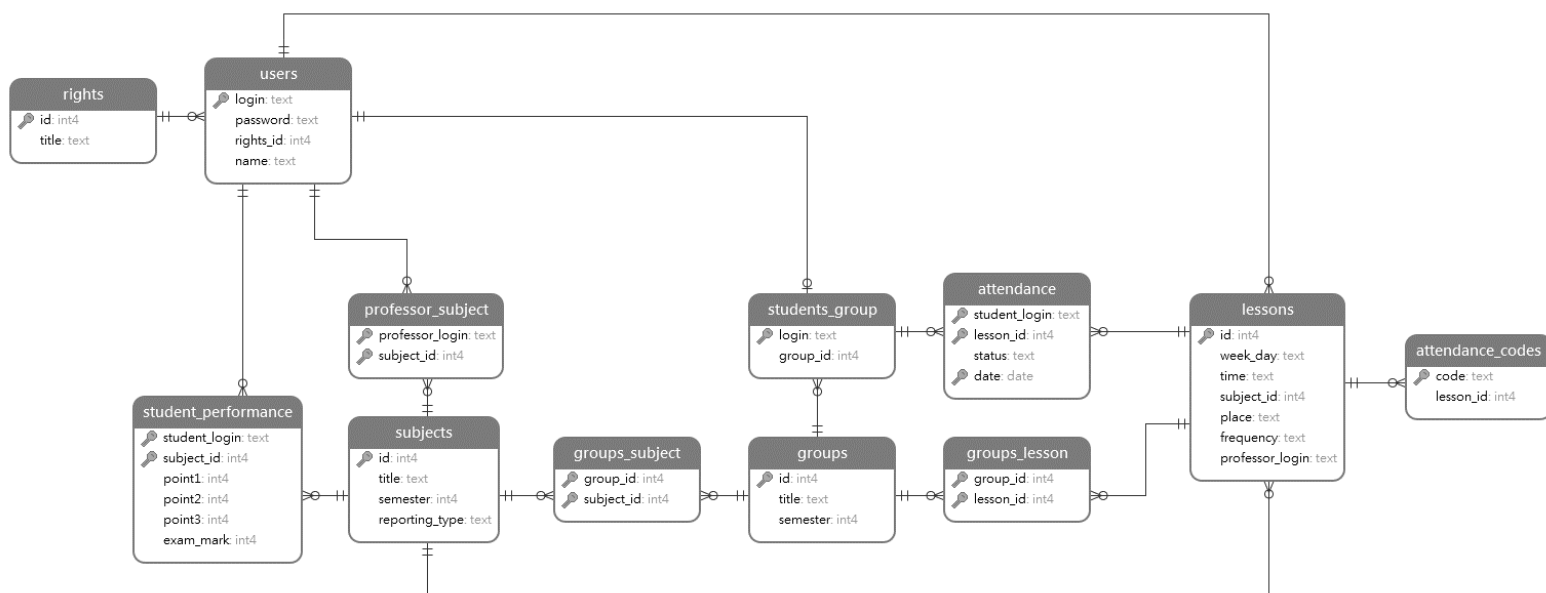 users
login: text
password: text
rights_id: int4
name: text
rights
id: int4
title: text
professor_subject
professor_login: text
subject_id: int4
students_group
login: text
group_id: int4
attendance
student_login: text
lesson_id: int4
status: text
date: date
lessons
id: int4
week_day: text
time: text
subject_id: int4
place: text
frequency: text
professor_login: text
attendance_codes
code: text
lesson_id: int4
student_performance
student_login: text
subject_id: int4
point1: int4
point2: int4
point3: int4
exam_mark: int4
subjects
id: int4
title: text
semester: int4
reporting_type: text
groups_subject
group_id: int4
subject_id: int4
groups
id: int4
title: text
semester: int4
groups_lesson
group_id: int4
lesson_id: int4